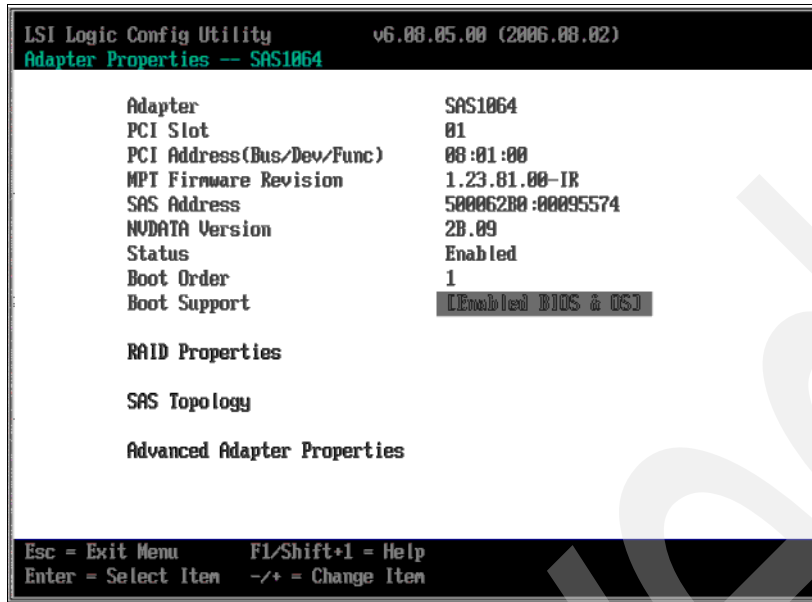 LSI Logic Config Utility v6.08.05.00 (2006.08.02)
Adapter Properties -- SAS1064
Adapter SAS1064
PCI Slot 01
PCI Address(Bus/Dev/Func) 08:01:00
MPT Firmware Revision 1.23.81.00-IR
SAS Address 500062B0:00095574
NVDATA Version 2B.09
Status Enabled
Boot Order 1
Boot Support [Enabled BIOS & OS]
RAID Properties
SAS Topology
Advanced Adapter Properties
Esc = Exit Menu F1/Shift+1 = Help
Enter = Select Item -/+ = Change Item